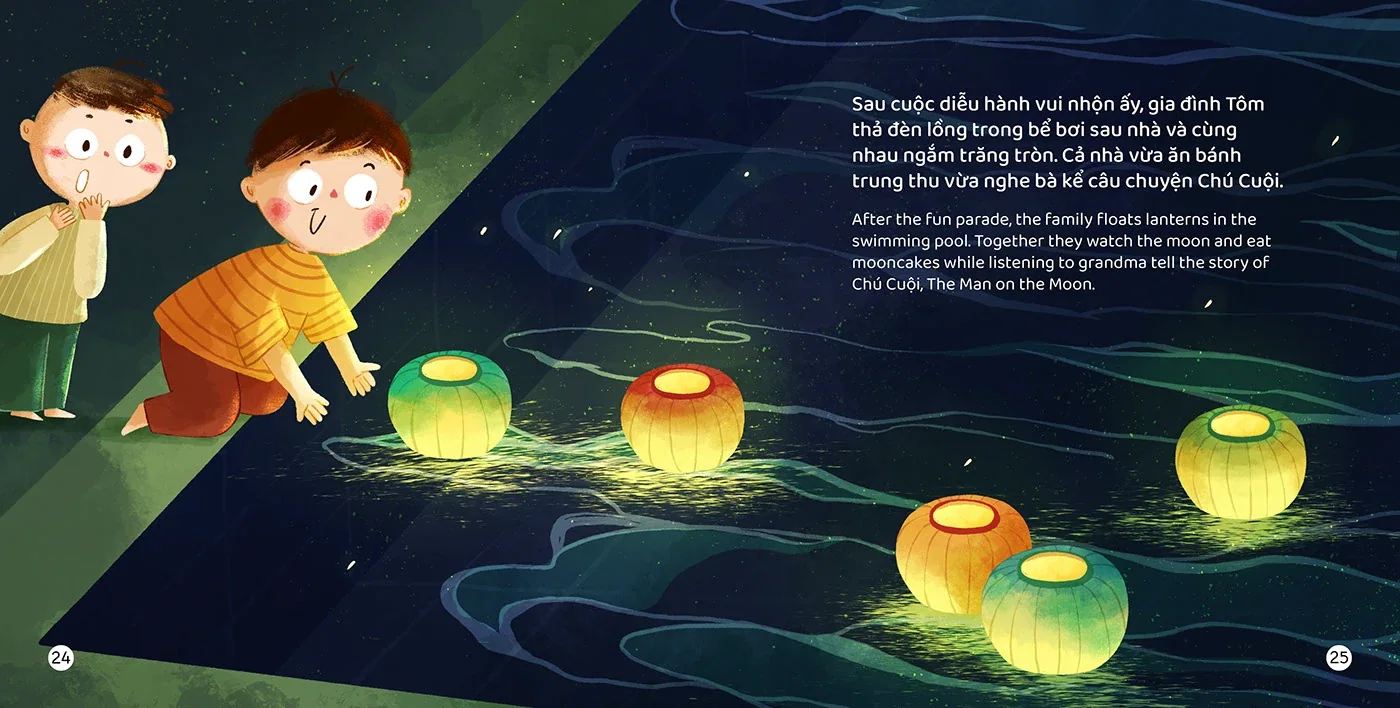 Sau cuộc diễu hành vui nhộn ấy, gia đình Tôm
thả đèn lồng trong bể bơi sau nhà và cùng
nhau ngắm trăng tròn. Cả nhà vừa ăn bánh
trung thu vừa nghe bà kể câu chuyện Chú Cuội.
After the fun parade, the family floats lanterns in the
swimming pool. Together they watch the moon and eat
mooncakes while listening to grandma tell the story of
Chú Cuội, The Man on the Moon.
24
25